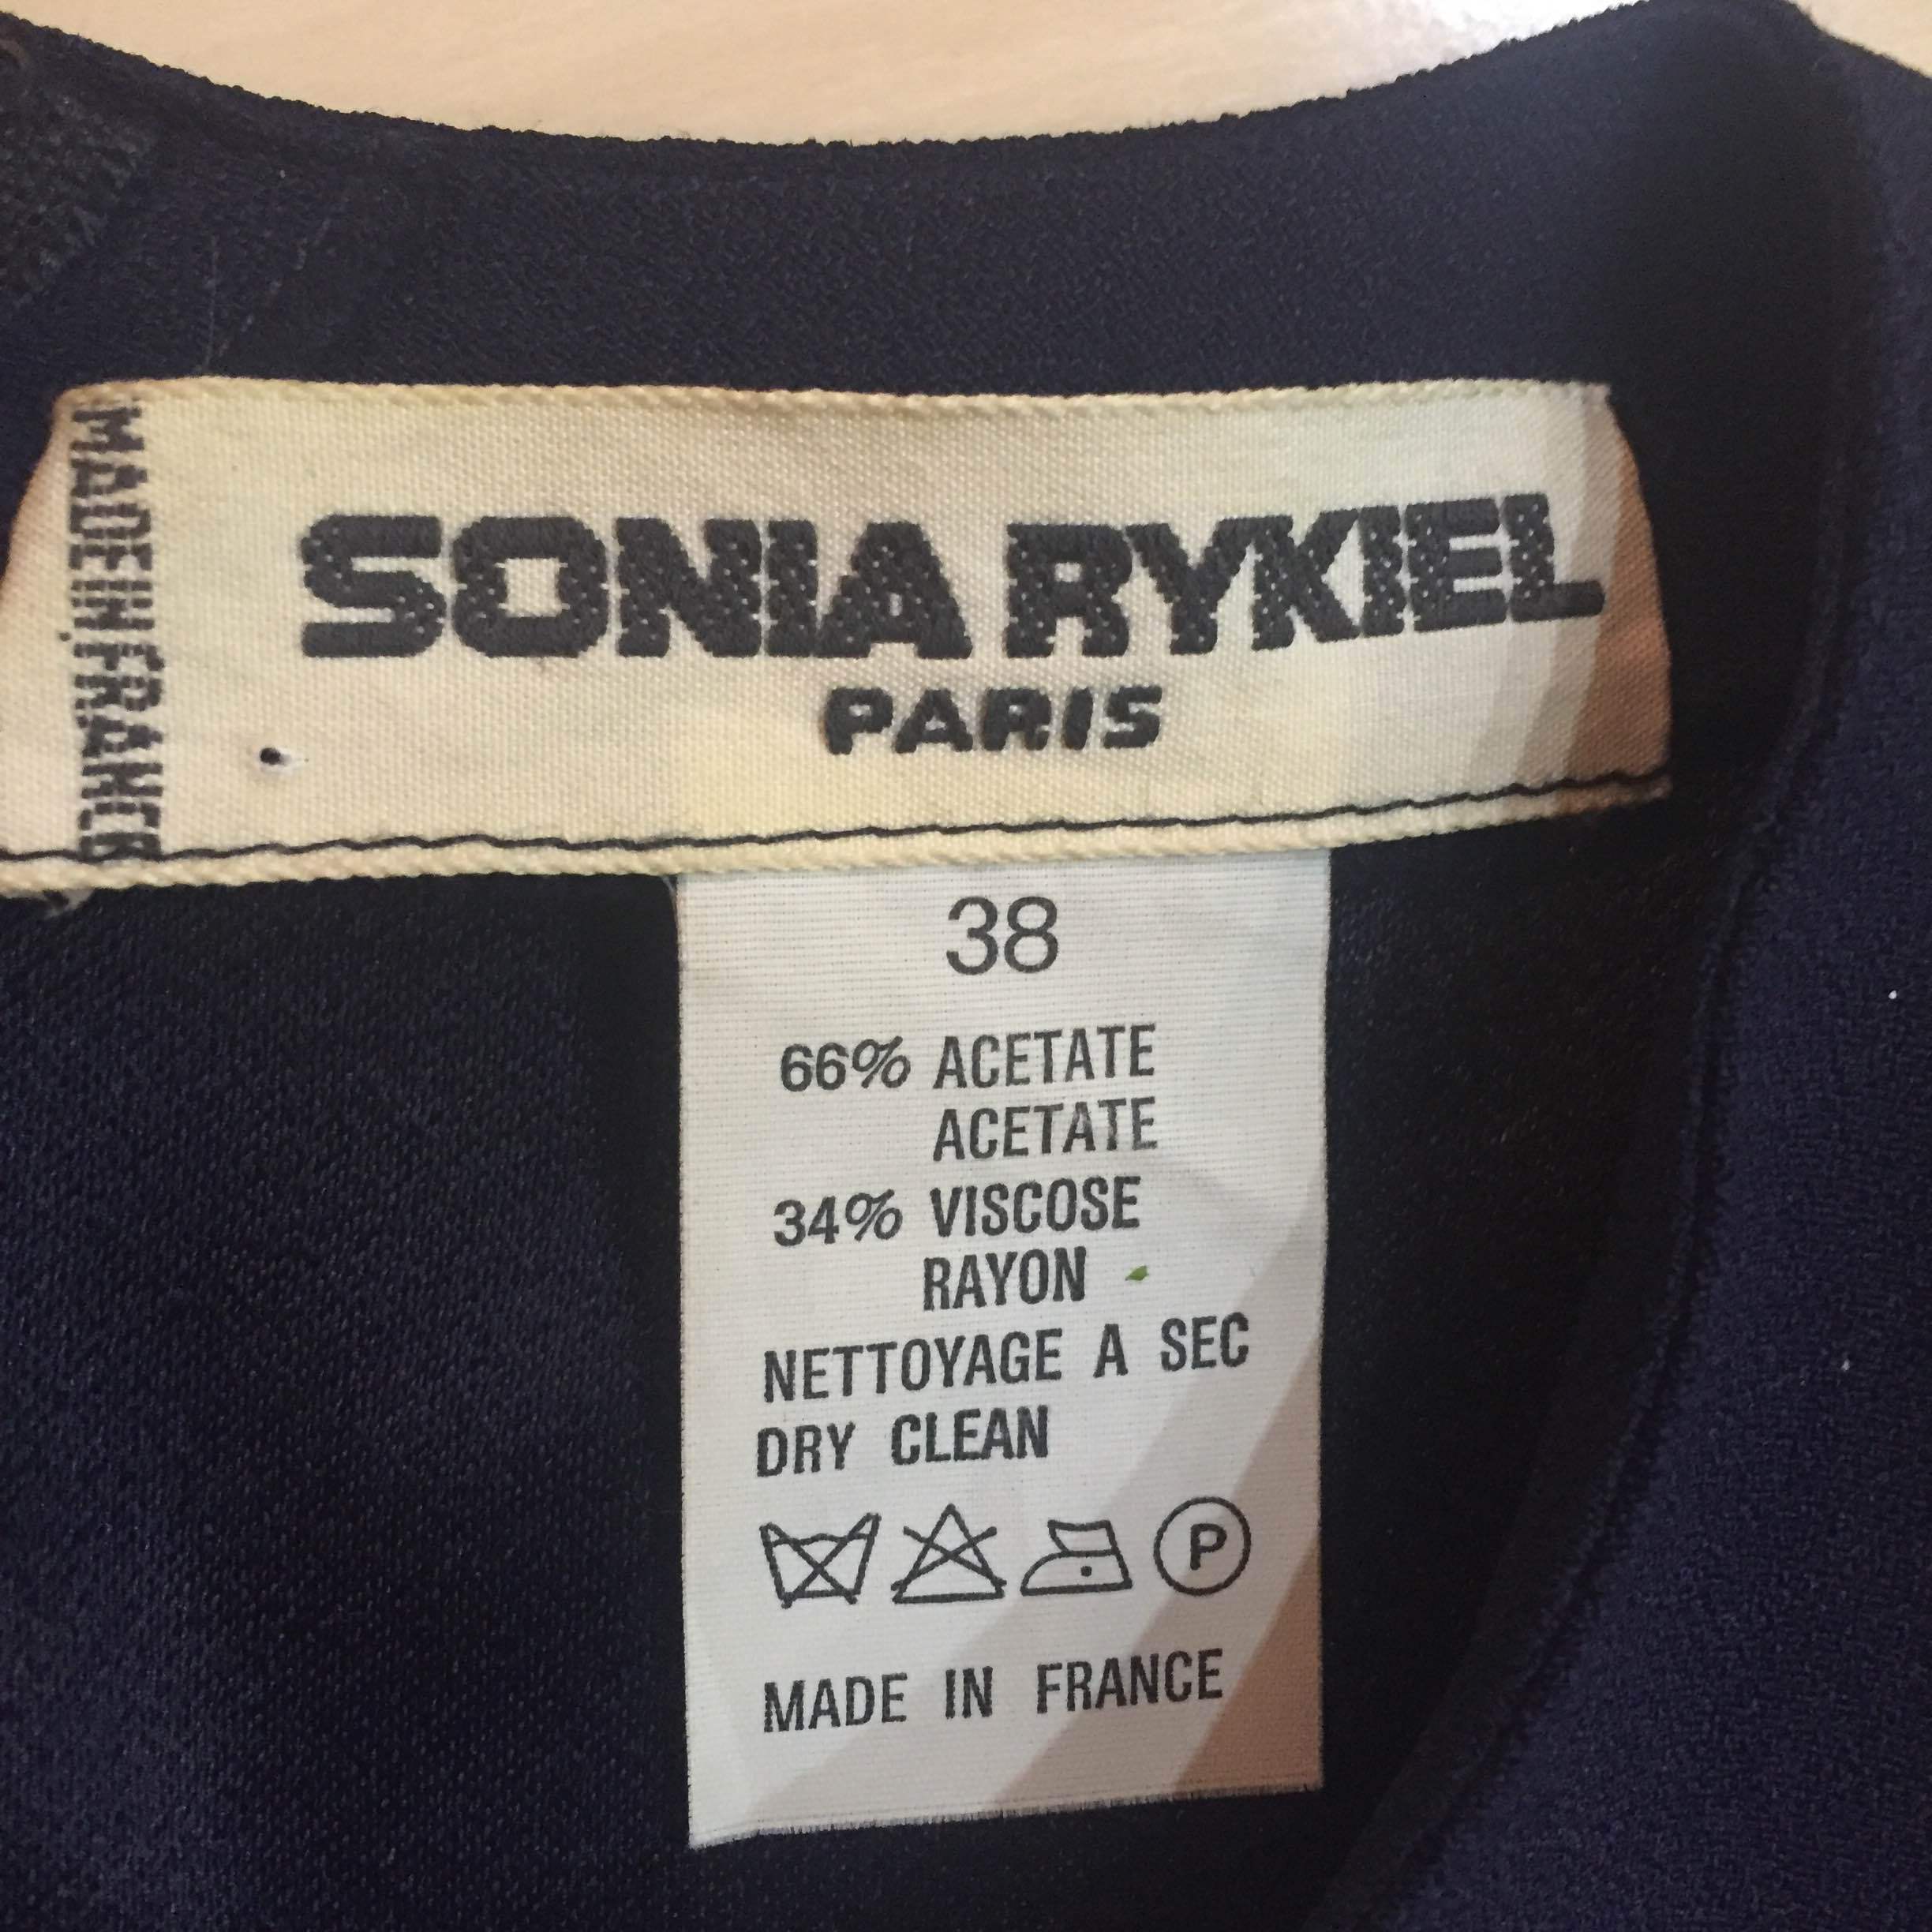 MADE IN FRANCE
SONIA RYKIEL
PARIS
38
66% ACETATE
ACETATE
34% VISCOSE
RAYON
NETTOYAGE A SEC
DRY CLEAN
P
MADE IN FRANCE